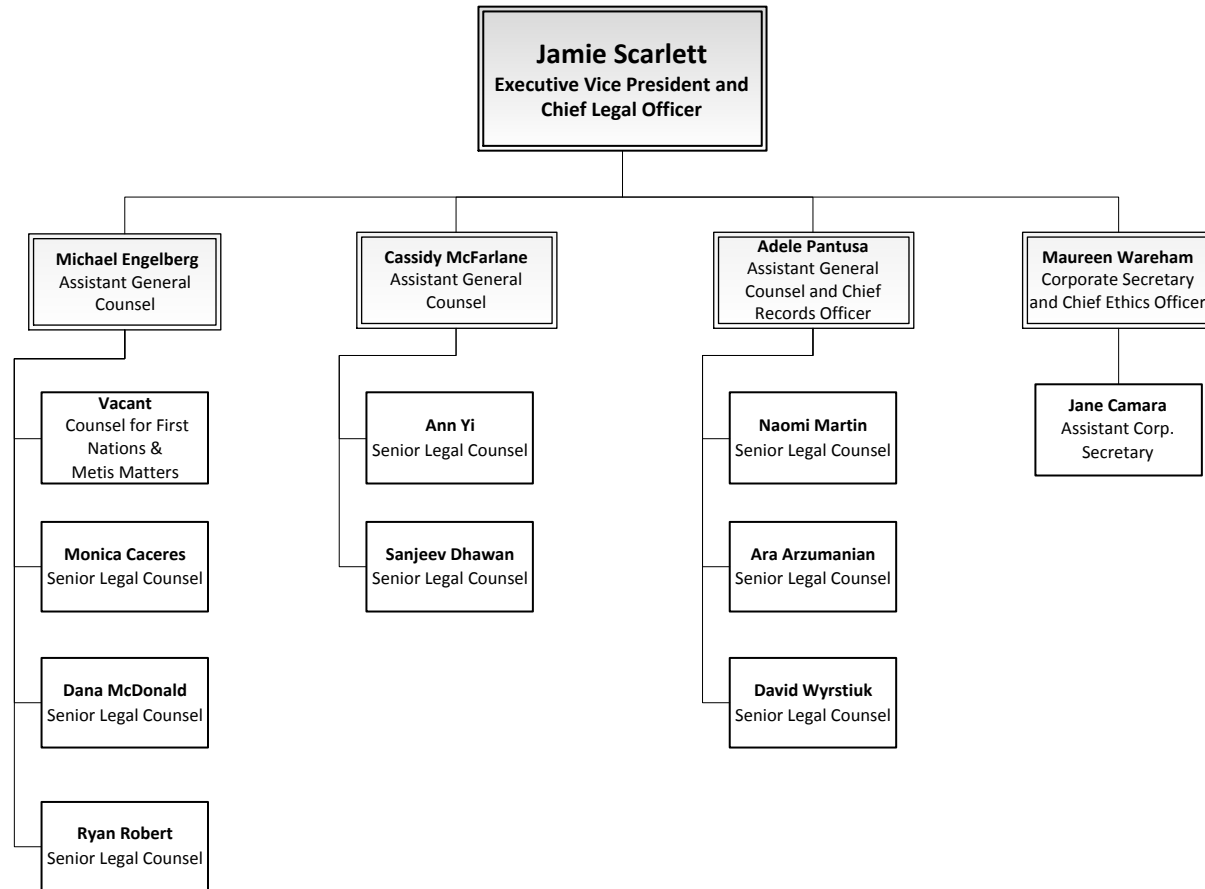 Jamie Scarlett
Executive Vice President and
Chief Legal Officer
Michael Engelberg
Assistant General
Counsel
Cassidy McFarlane
Assistant General
Counsel
Adele Pantusa
Assistant General
Counsel and Chief
Records Officer
Maureen Wareham
Corporate Secretary
and Chief Ethics Officer
Vacant
Counsel for First
Nations &
Metis Matters
Ann Yi
Senior Legal Counsel
Naomi Martin
Senior Legal Counsel
Jane Camara
Assistant Corp.
Secretary
Monica Caceres
Senior Legal Counsel
Sanjeev Dhawan
Senior Legal Counsel
Ara Arzumanian
Senior Legal Counsel
Dana McDonald
Senior Legal Counsel
David Wyrstiuk
Senior Legal Counsel
Ryan Robert
Senior Legal Counsel